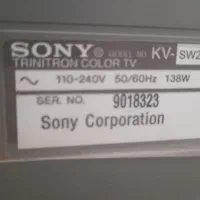 SONY® MODEL NO. KV-SW2
TRINITRON COLOR TV
~ 110-240V 50/60Hz 138W
SER. NO. 9018323
Sony Corporation